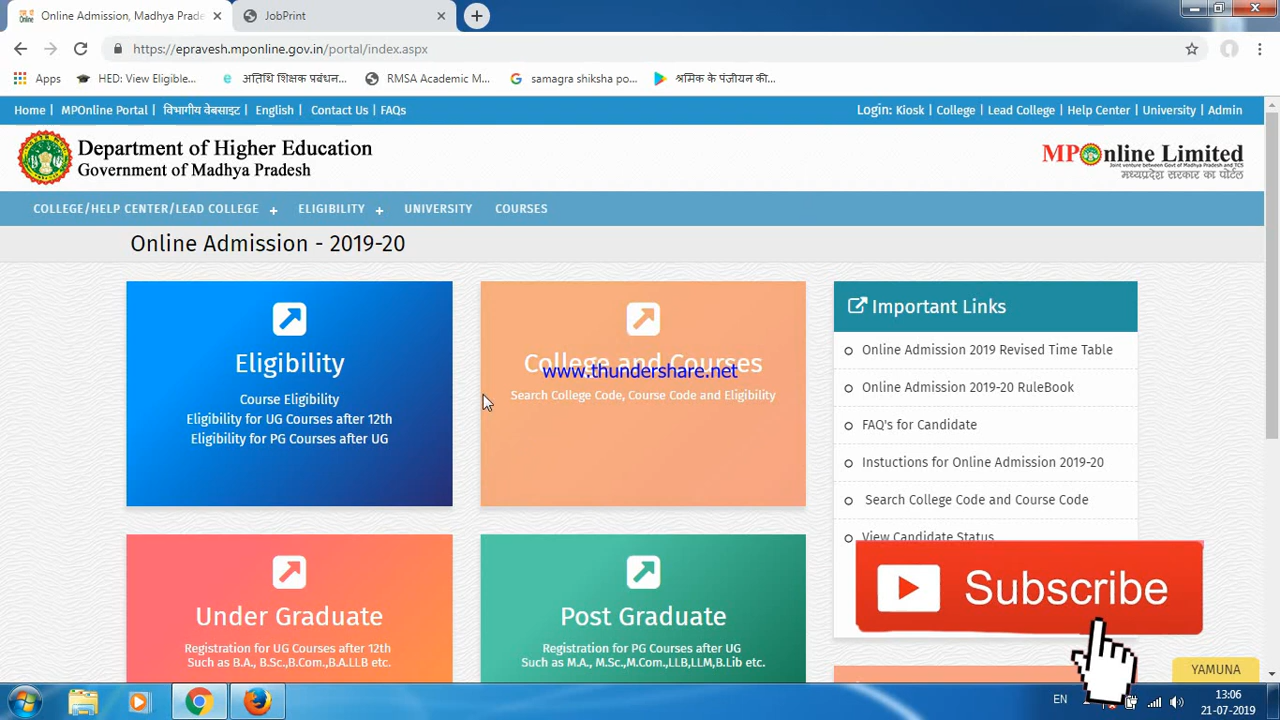 Online Admission, Madhya Prade
JobPrint
https://epravesh.mponline.gov.in/portal/index.aspx
Apps
HED: View Eligible...
अतिथि शिक्षक प्रबंधन...
RMSA Academic M...
samagra shiksha po...
श्रमिक के पंजीयन की...
Home | MPOnline Portal | विभागीय वेबसाइट | English | Contact Us | FAQs
Login: Kiosk | College | Lead College | Help Center | University | Admin
Department of Higher Education
Government of Madhya Pradesh
MPOnline Limited
Joint venture between Govt of Madhya Pradesh and TCS
मध्यप्रदेश सरकार का पोर्टल
COLLEGE/HELP CENTER/LEAD COLLEGE +
ELIGIBILITY +
UNIVERSITY
COURSES
Online Admission - 2019-20
Eligibility
Course Eligibility
Eligibility for UG Courses after 12th
Eligibility for PG Courses after UG
College and Courses
www.thundershare.net
Search College Code, Course Code and Eligibility
Important Links
Online Admission 2019 Revised Time Table
Online Admission 2019-20 RuleBook
FAQ's for Candidate
Instuctions for Online Admission 2019-20
Search College Code and Course Code
View Candidate Status
Subscribe
Under Graduate
Registration for UG Courses after 12th
Such as B.A., B.Sc.,B.Com.,B.A.LLB etc.
Post Graduate
Registration for PG Courses after UG
Such as M.A., M.Sc.,M.Com.,LLB,LLM,B.Lib etc.
YAMUNA
EN
13:06
21-07-2019